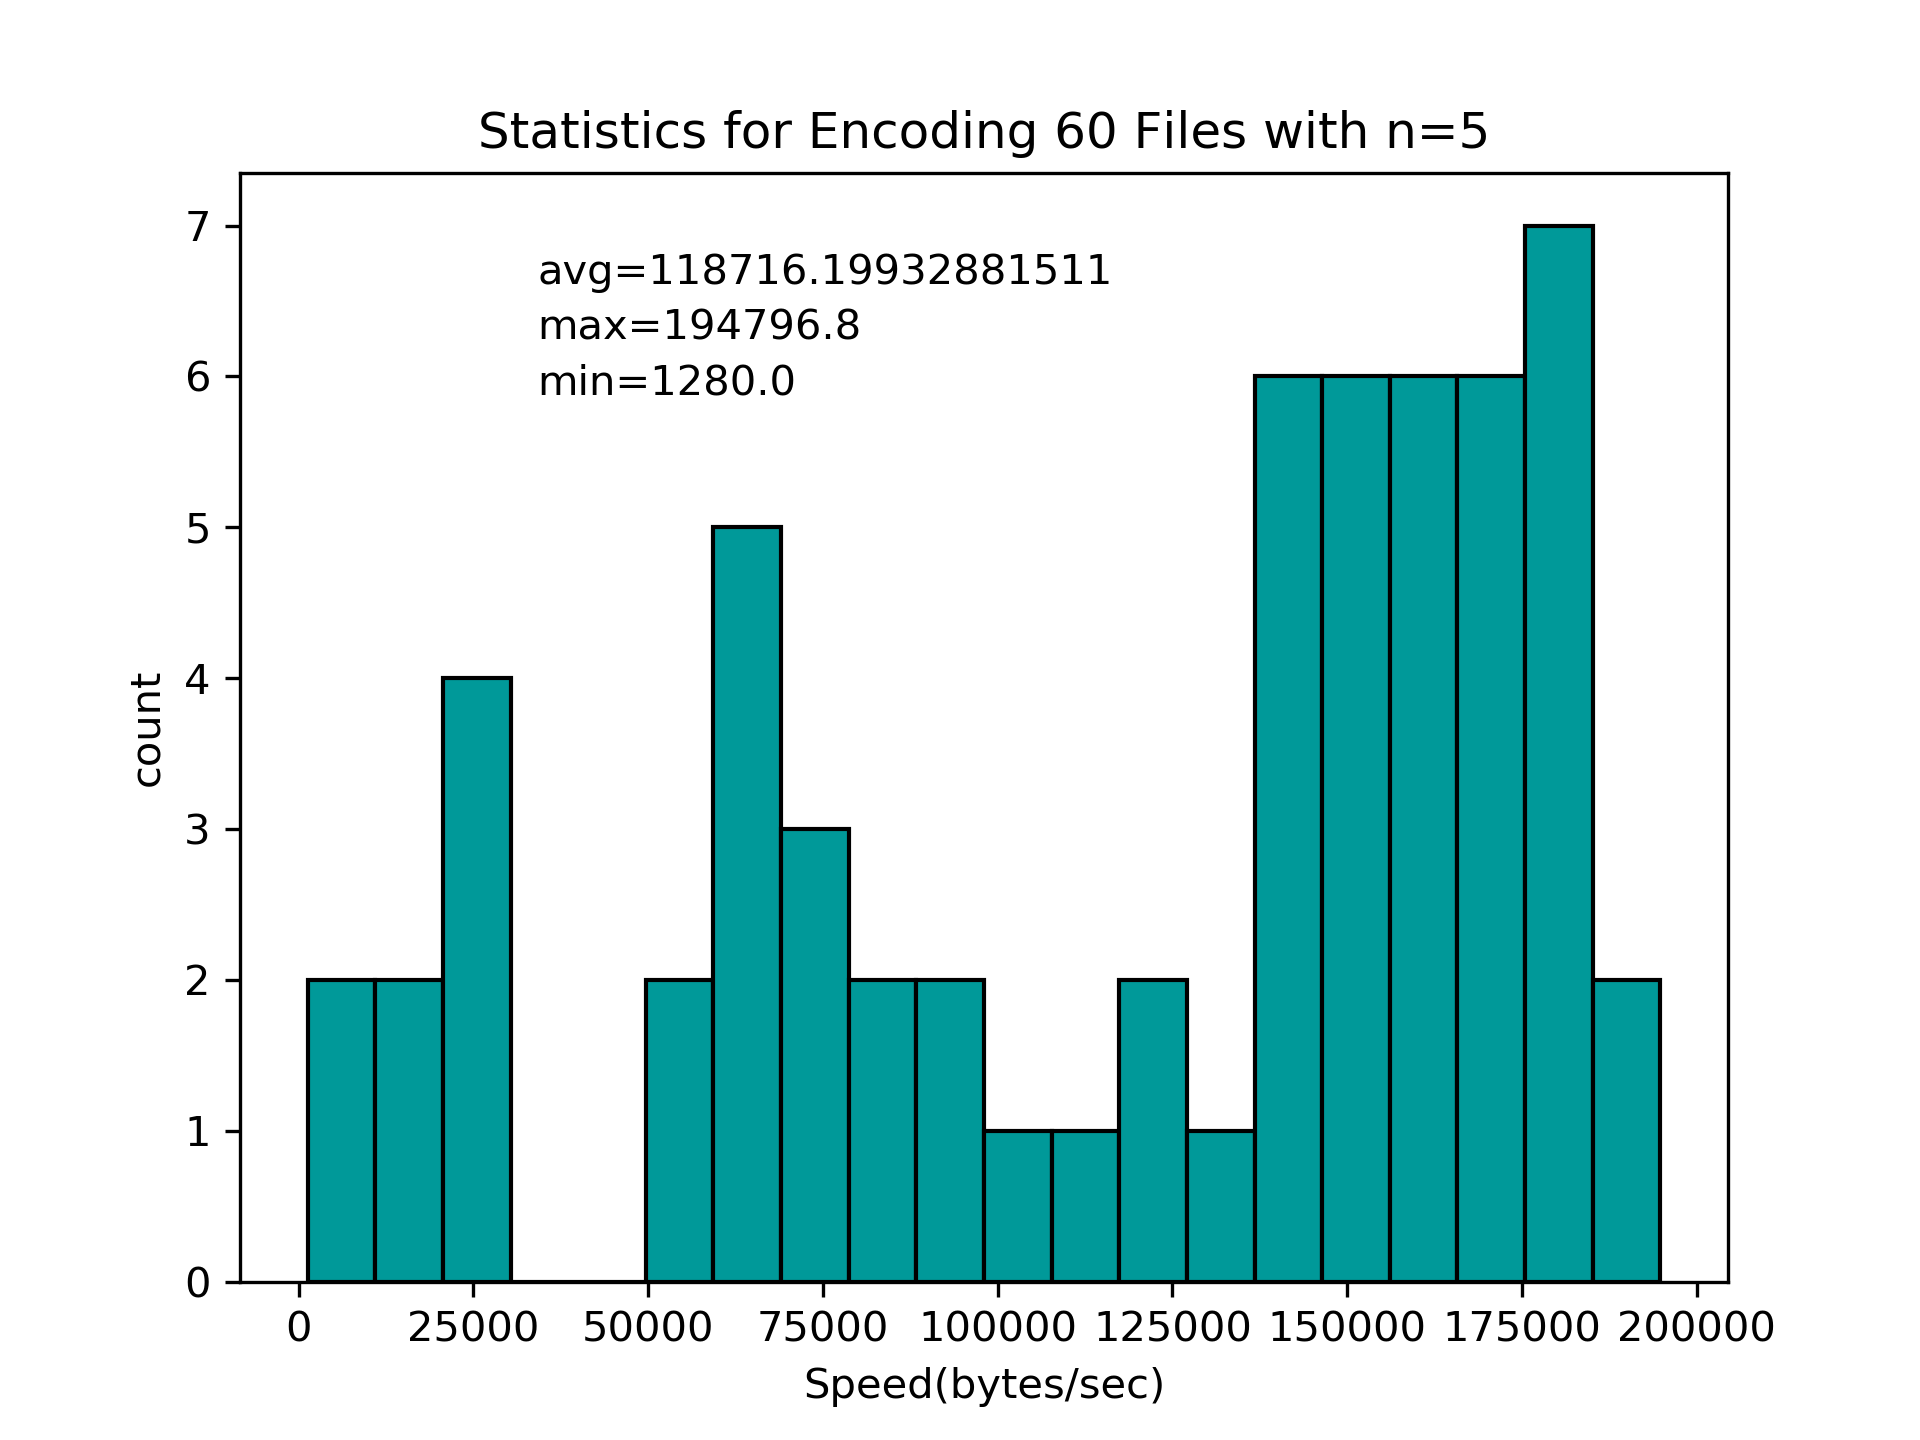 Statistics for Encoding 60 Files with n=5
avg=118716.19932881511
max=194796.8
min=1280.0
7
6
5
4
3
2
1
0
count
0 25000 50000 75000 100000 125000 150000 175000 200000
Speed(bytes/sec)